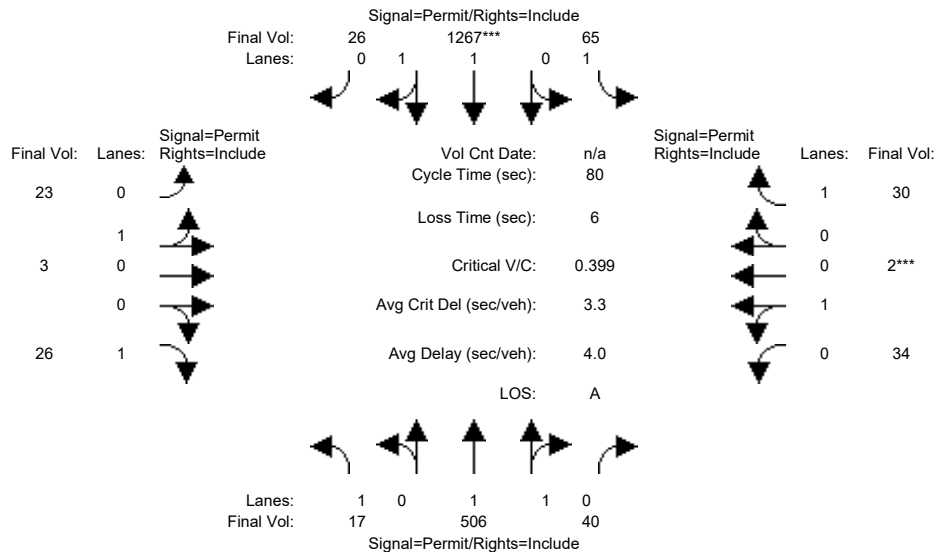 Signal=Permit/Rights=Include
Final Vol: 26 1267*** 65
Lanes: 0 1 1 0 1
Signal=Permit
Final Vol: Lanes: Rights=Include
Vol Cnt Date: n/a
Signal=Permit
Rights=Include Lanes: Final Vol:
Cycle Time (sec): 80
23 0
1 30
Loss Time (sec): 6
1
0
3 0
Critical V/C: 0.399
0 2***
0
Avg Crit Del (sec/veh): 3.3
1
26 1
Avg Delay (sec/veh): 4.0
0 34
LOS: A
Lanes: 1 0 1 1 0
Final Vol: 17 506 40
Signal=Permit/Rights=Include